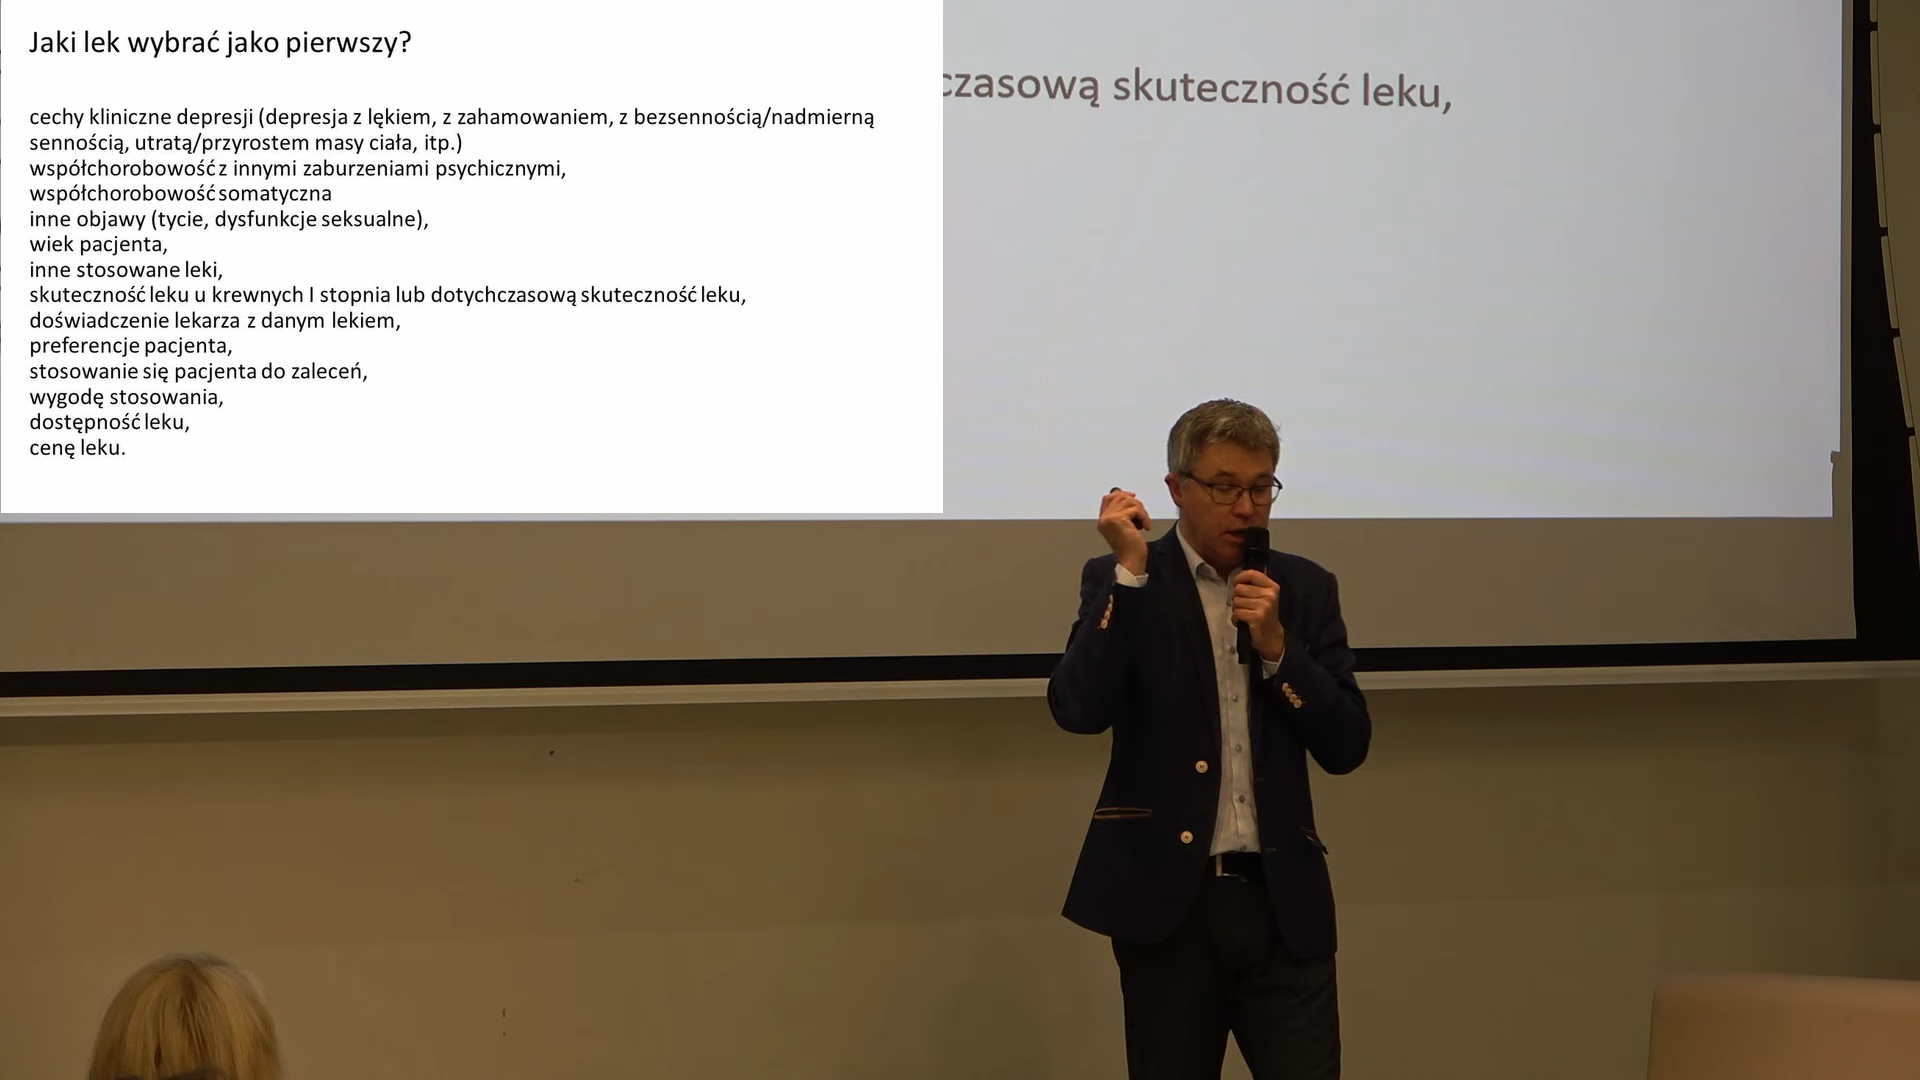 Jaki lek wybrać jako pierwszy?
cechy kliniczne depresji (depresja z lękiem, z zahamowaniem, z bezsennością/nadmierną
sennością, utratą/przyrostem masy ciała, itp.)
współchorobowość z innymi zaburzeniami psychicznymi,
współchorobowość somatyczna
inne objawy (tycie, dysfunkcje seksualne),
wiek pacjenta,
inne stosowane leki,
skuteczność leku u krewnych I stopnia lub dotychczasową skuteczność leku,
doświadczenie lekarza z danym lekiem,
preferencje pacjenta,
stosowanie się pacjenta do zaleceń,
wygodę stosowania,
dostępność leku,
cenę leku.
czasową skuteczność leku,